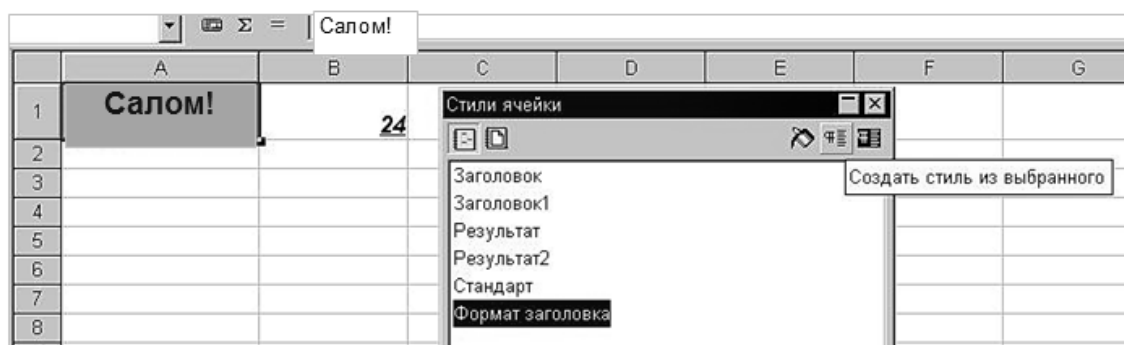 Σ = Салом!
A B C D E F G
1 Салом! 24
Стили ячейки
2
3 Заголовок Создать стиль из выбранного
4 Заголовок1
5 Результат
6 Результат2
7 Стандарт
8 Формат заголовка